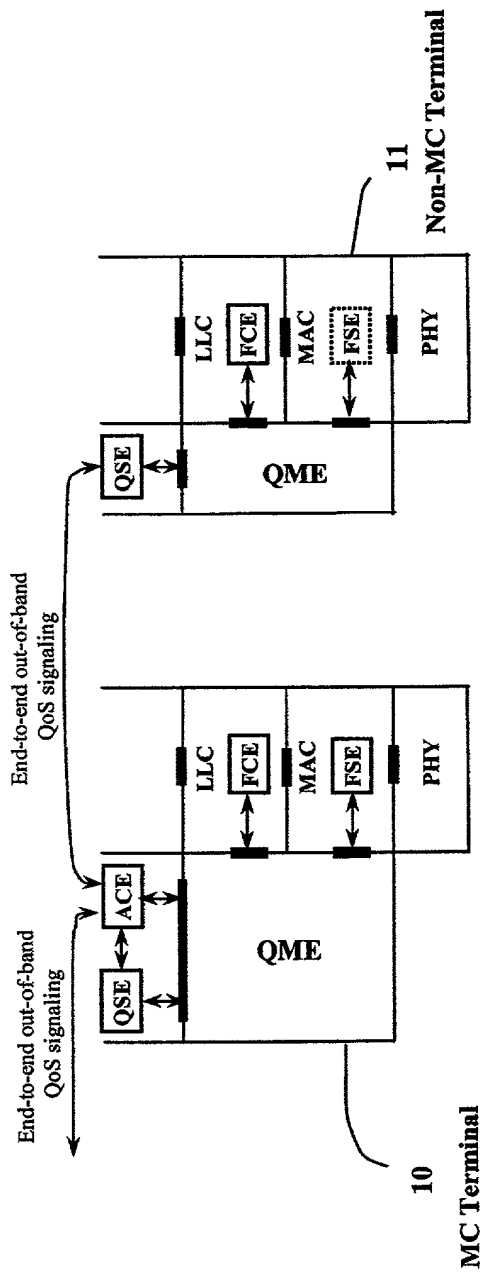 End-to-end out-of-band
QoS signaling
End-to-end out-of-band
QoS signaling
QSE
ACE
QME
LLC
FCE
MAC
FSE
PHY
10
MC Terminal
QSE
QME
LLC
FCE
MAC
FSE
PHY
11
Non-MC Terminal